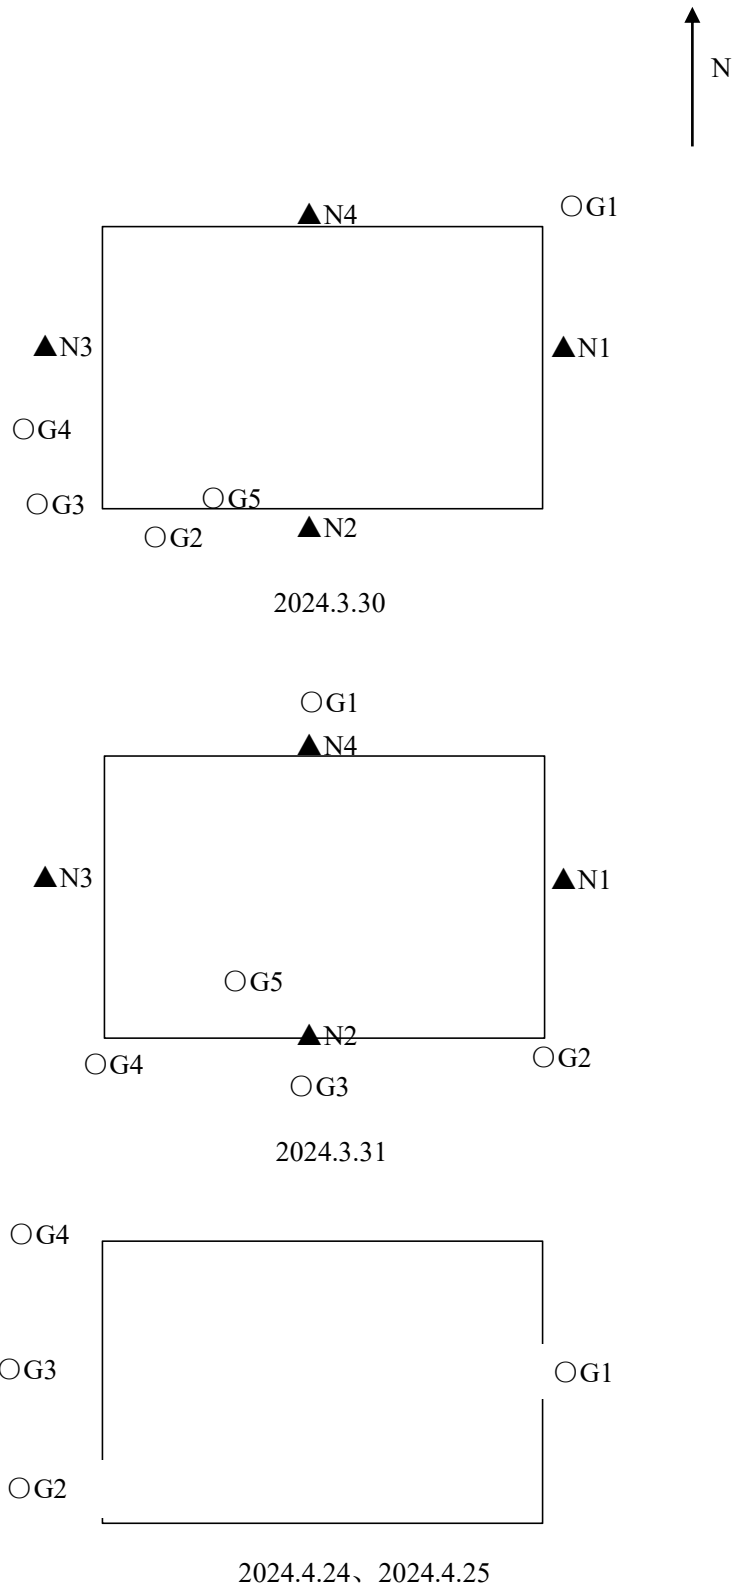 N
▲N4
○G1
▲N3
▲N1
○G4
○G3
○G5
○G2
▲N2
2024.3.30
○G1
▲N4
▲N3
▲N1
○G5
▲N2
○G4
○G3
○G2
2024.3.31
○G4
○G3
○G1
○G2
2024.4.24、2024.4.25